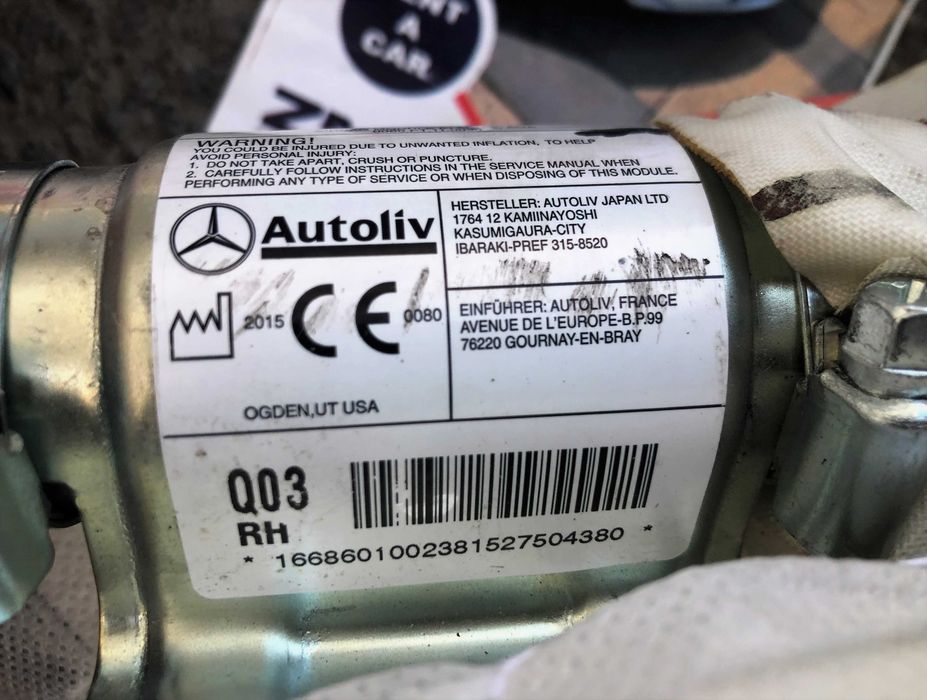 NT
A
CAR
WARNING!
YOU COULD BE INJURED DUE TO UNWANTED INFLATION, TO HELP
AVOID PERSONAL INJURY:
1. DO NOT TAKE APART, CRUSH OR PUNCTURE.
2. CAREFULLY FOLLOW INSTRUCTIONS IN THE SERVICE MANUAL WHEN
PERFORMING ANY TYPE OF SERVICE OR WHEN DISPOSING OF THIS MODULE.
Autoliv
HERSTELLER: AUTOLIV JAPAN LTD
1764 12 KAMIINAYOSHI
KASUMIGAURA-CITY
IBARAKI-PREF 315-8520
2015 CE 0080
EINFÜHRER: AUTOLIV, FRANCE
AVENUE DE L'EUROPE-B.P.99
76220 GOURNAY-EN-BRAY
OGDEN,UT USA
Q03
RH
* 1668601002381527504380 *